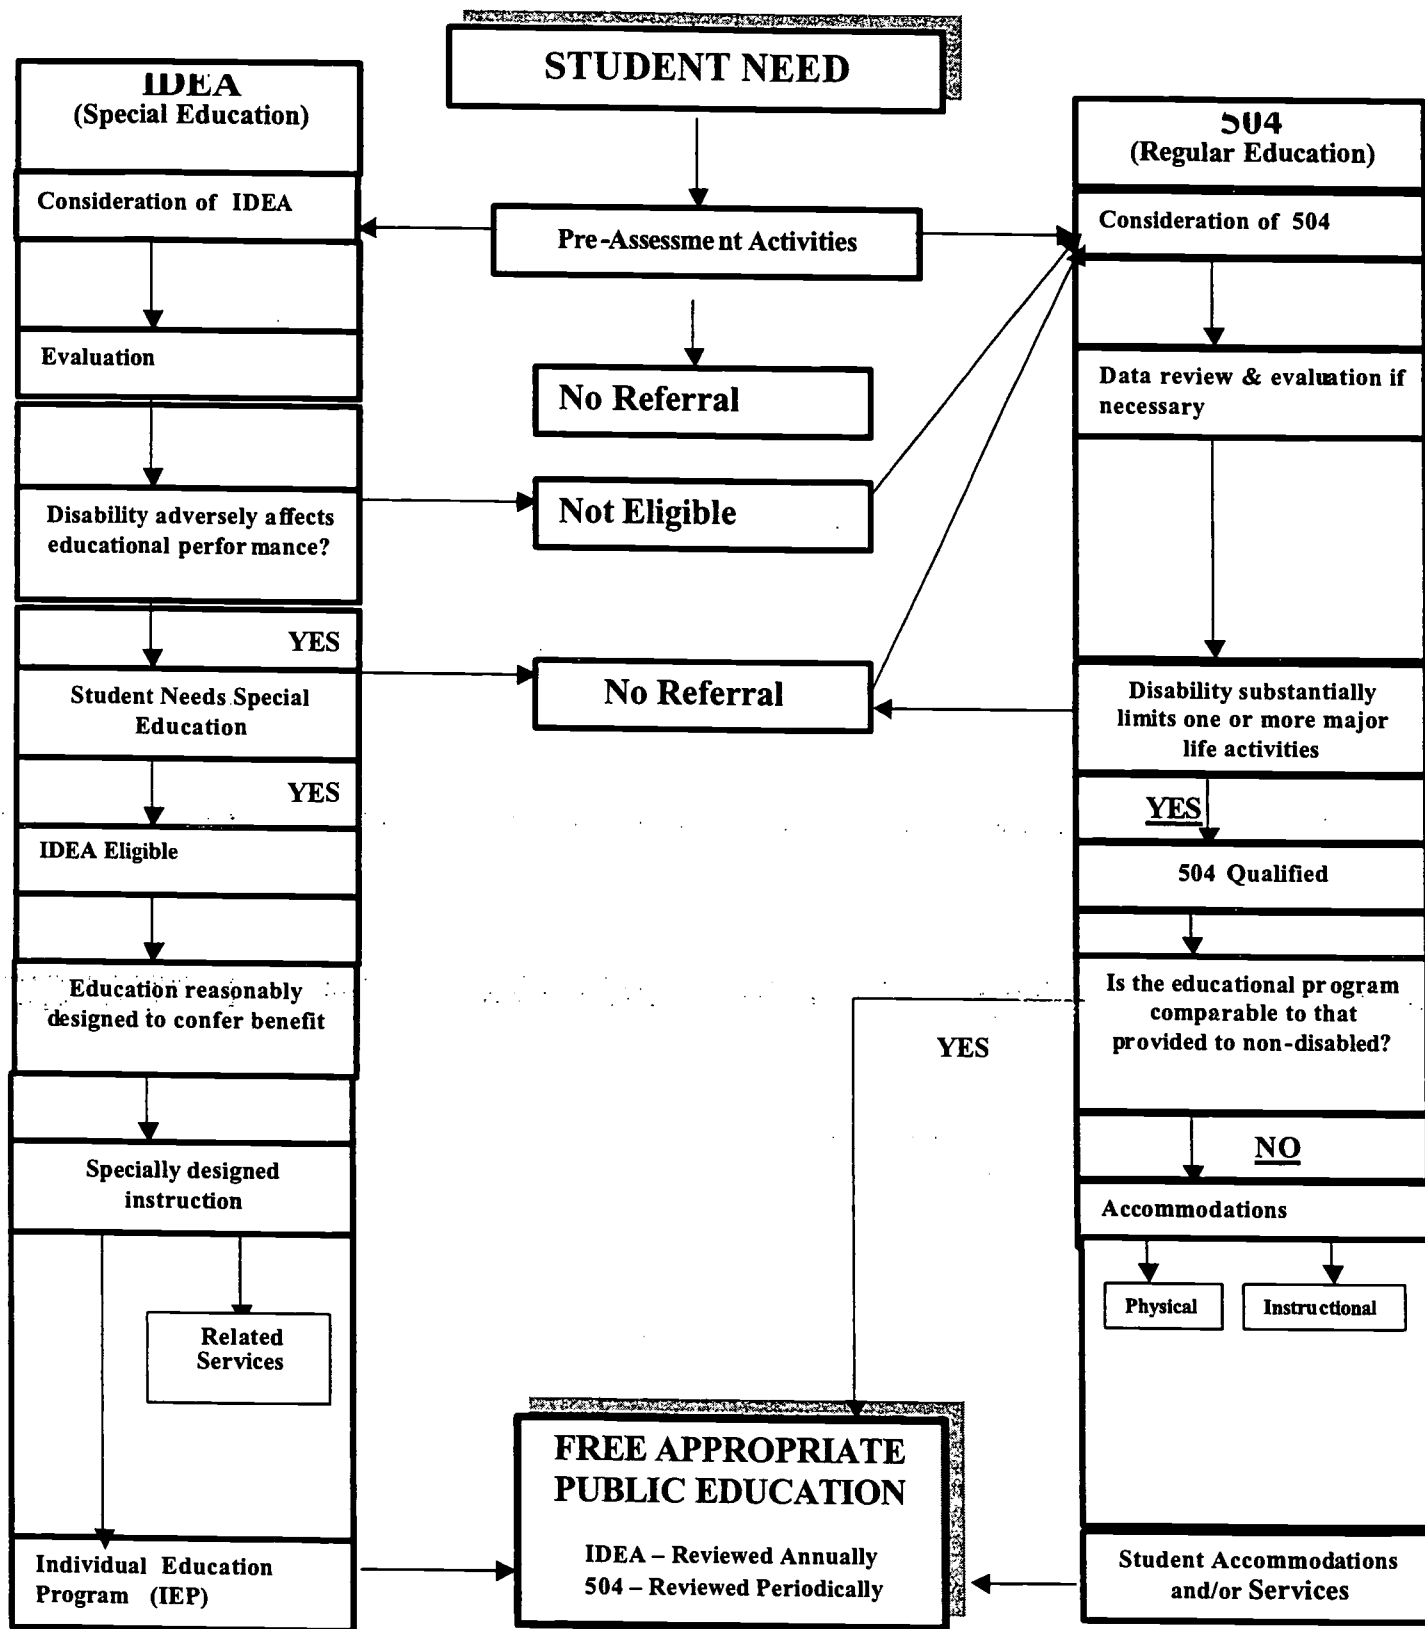 STUDENT NEED
IDEA
(Special Education)
504
(Regular Education)
Consideration of IDEA
Pre-Assessment Activities
Consideration of 504
Evaluation
No Referral
Data review & evaluation if
necessary
Disability adversely affects
educational performance?
Not Eligible
YES
Student Needs Special
Education
No Referral
Disability substantially
limits one or more major
life activities
YES
YES
IDEA Eligible
504 Qualified
Education reasonably
designed to confer benefit
Is the educational program
comparable to that
provided to non-disabled?
YES
NO
Specially designed
instruction
Accommodations
Related
Services
Physical
Instructional
FREE APPROPRIATE
PUBLIC EDUCATION
IDEA – Reviewed Annually
504 – Reviewed Periodically
Individual Education
Program (IEP)
Student Accommodations
and/or Services